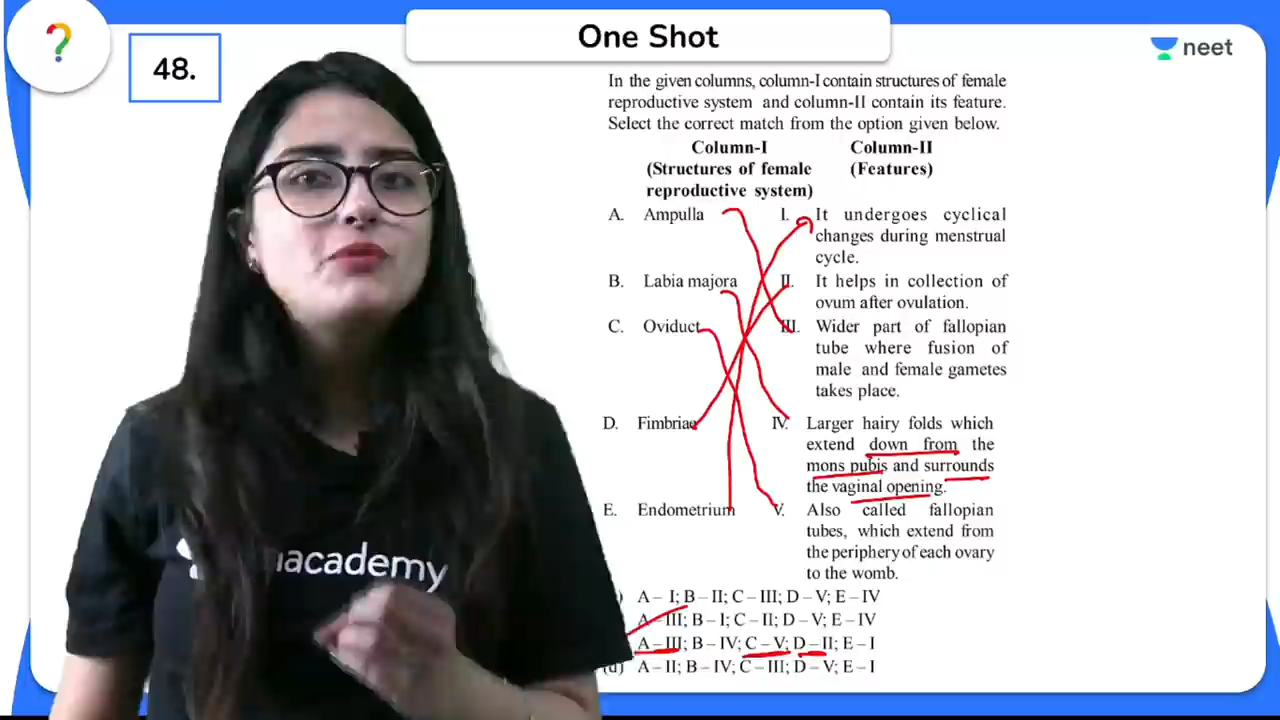 One Shot
?
48.
neet
In the given columns, column-I contain structures of female
reproductive system and column-II contain its feature.
Select the correct match from the option given below.
Column-I Column-II
(Structures of female (Features)
reproductive system)
A. Ampulla I. It undergoes cyclical
changes during menstrual
cycle.
B. Labia majora II. It helps in collection of
ovum after ovulation.
C. Oviduct III. Wider part of fallopian
tube where fusion of
male and female gametes
takes place.
D. Fimbriae IV. Larger hairy folds which
extend down from the
mons pubis and surrounds
the vaginal opening.
E. Endometrium V. Also called fallopian
tubes, which extend from
the periphery of each ovary
to the womb.
A – I; B – II; C – III; D – V; E – IV
A – III; B – I; C – II; D – V; E – IV
A – III; B – IV; C – V; D – II; E – I
(d) A – II; B – IV; C – III; D – V; E – I
nacademy